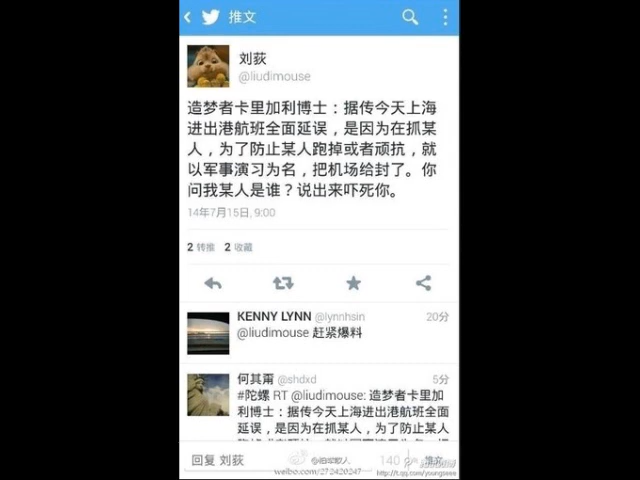 推文
刘荻
@liudimouse
造梦者卡里加利博士：据传今天上海
进出港航班全面延误，是因为在抓某
人，为了防止某人跑掉或者顽抗，就
以军事演习为名，把机场给封了。你
问我某人是谁？说出来吓死你。
14年7月15日, 9:00
2 转推 2 收藏
KENNY LYNN @lynnhsin 20分
@liudimouse 赶紧爆料
何其甭 @shdxd 5分
#陀螺 RT @liudimouse: 造梦者卡里加
利博士：据传今天上海进出港航班全面
延误，是因为在抓某人，为了防止某人
回复 刘荻 140 推文
weibo.com/272420247